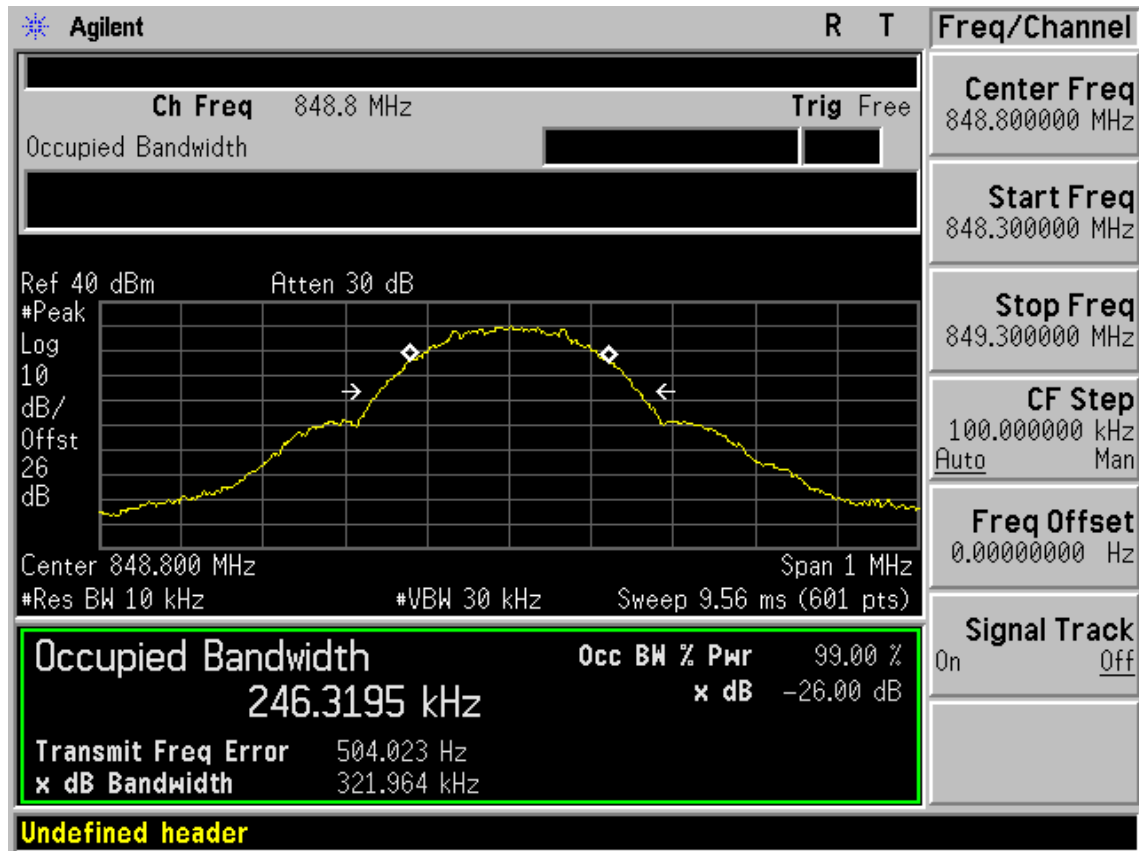 Agilent R T
Ch Freq 848.8 MHz Trig Free
Occupied Bandwidth
Ref 40 dBm Atten 30 dB
#Peak
Log
10
dB/
Offst
26
dB
Center 848.800 MHz Span 1 MHz
#Res BW 10 kHz #VBW 30 kHz Sweep 9.56 ms (601 pts)
Occupied Bandwidth Occ BW % Pwr 99.00 %
246.3195 kHz x dB -26.00 dB
Transmit Freq Error 504.023 Hz
x dB Bandwidth 321.964 kHz
Undefined header
Freq/Channel
Center Freq
848.800000 MHz
Start Freq
848.300000 MHz
Stop Freq
849.300000 MHz
CF Step
100.000000 kHz
Auto Man
Freq Offset
0.00000000 Hz
Signal Track
On Off